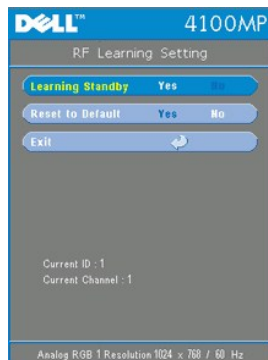 DELL™ 4100MP
RF Learning Setting
Learning Standby Yes No
Reset to Default Yes No
Exit
Current ID : 1
Current Channel : 1
Analog RGB 1 Resolution 1024 x 768 / 60 Hz